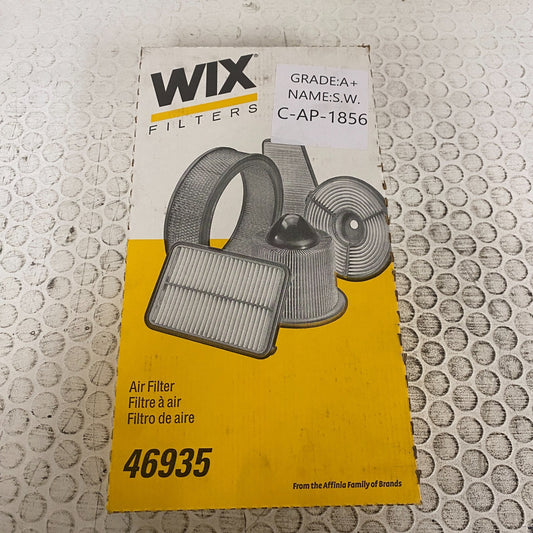 WIX®
FILTERS
GRADE:A+
NAME:S.W.
C-AP-1856
Air Filter
Filtre à air
Filtro de aire
46935
From the Affinia Family of Brands